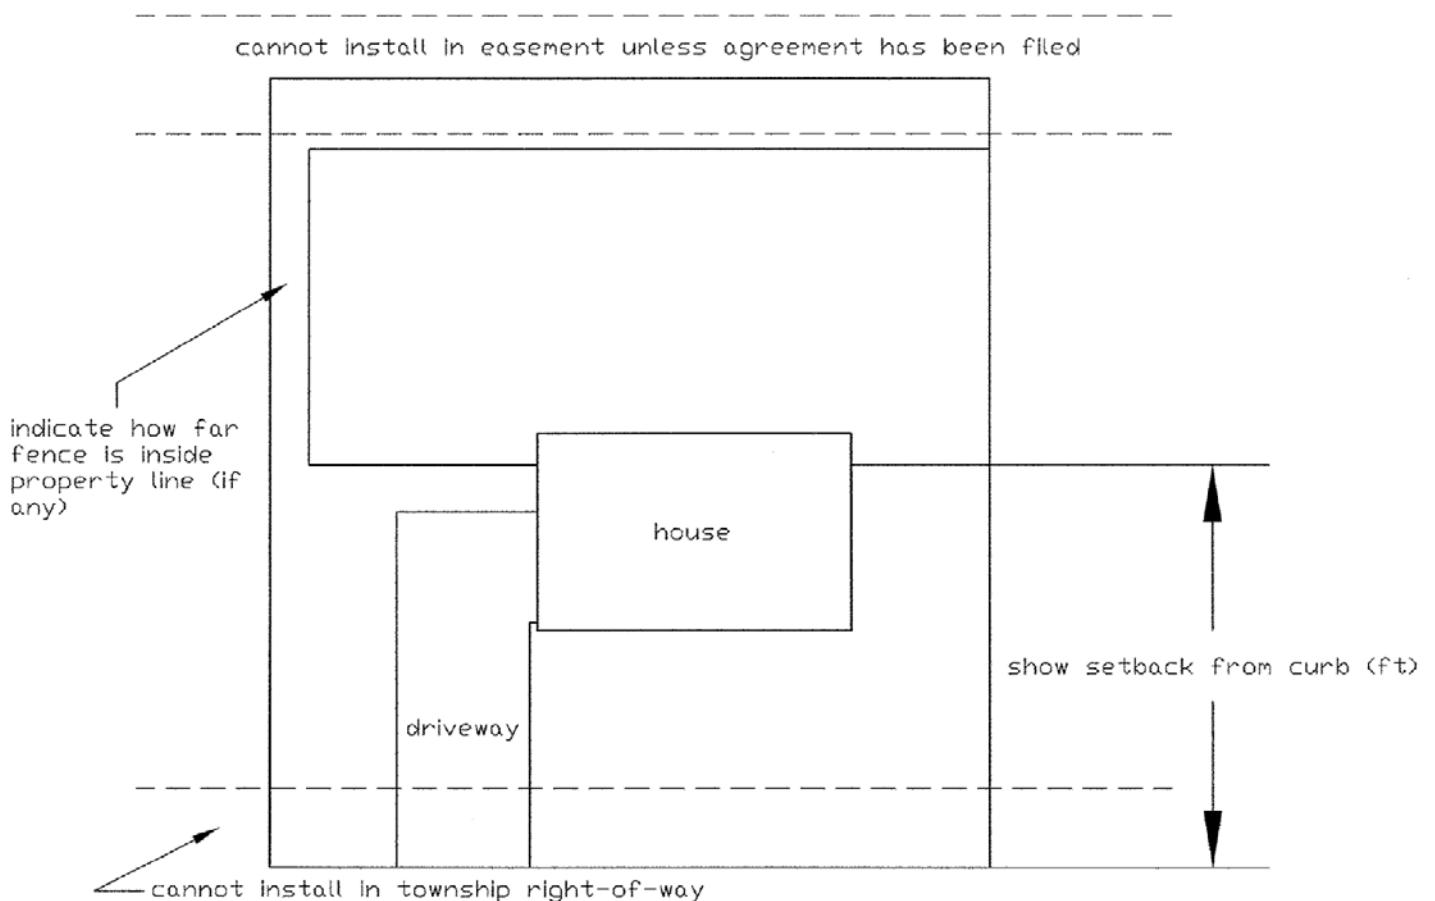 cannot install in easement unless agreement has been filed
indicate how far
fence is inside
property line (if
any)
house
show setback from curb (ft)
driveway
cannot install in township right-of-way